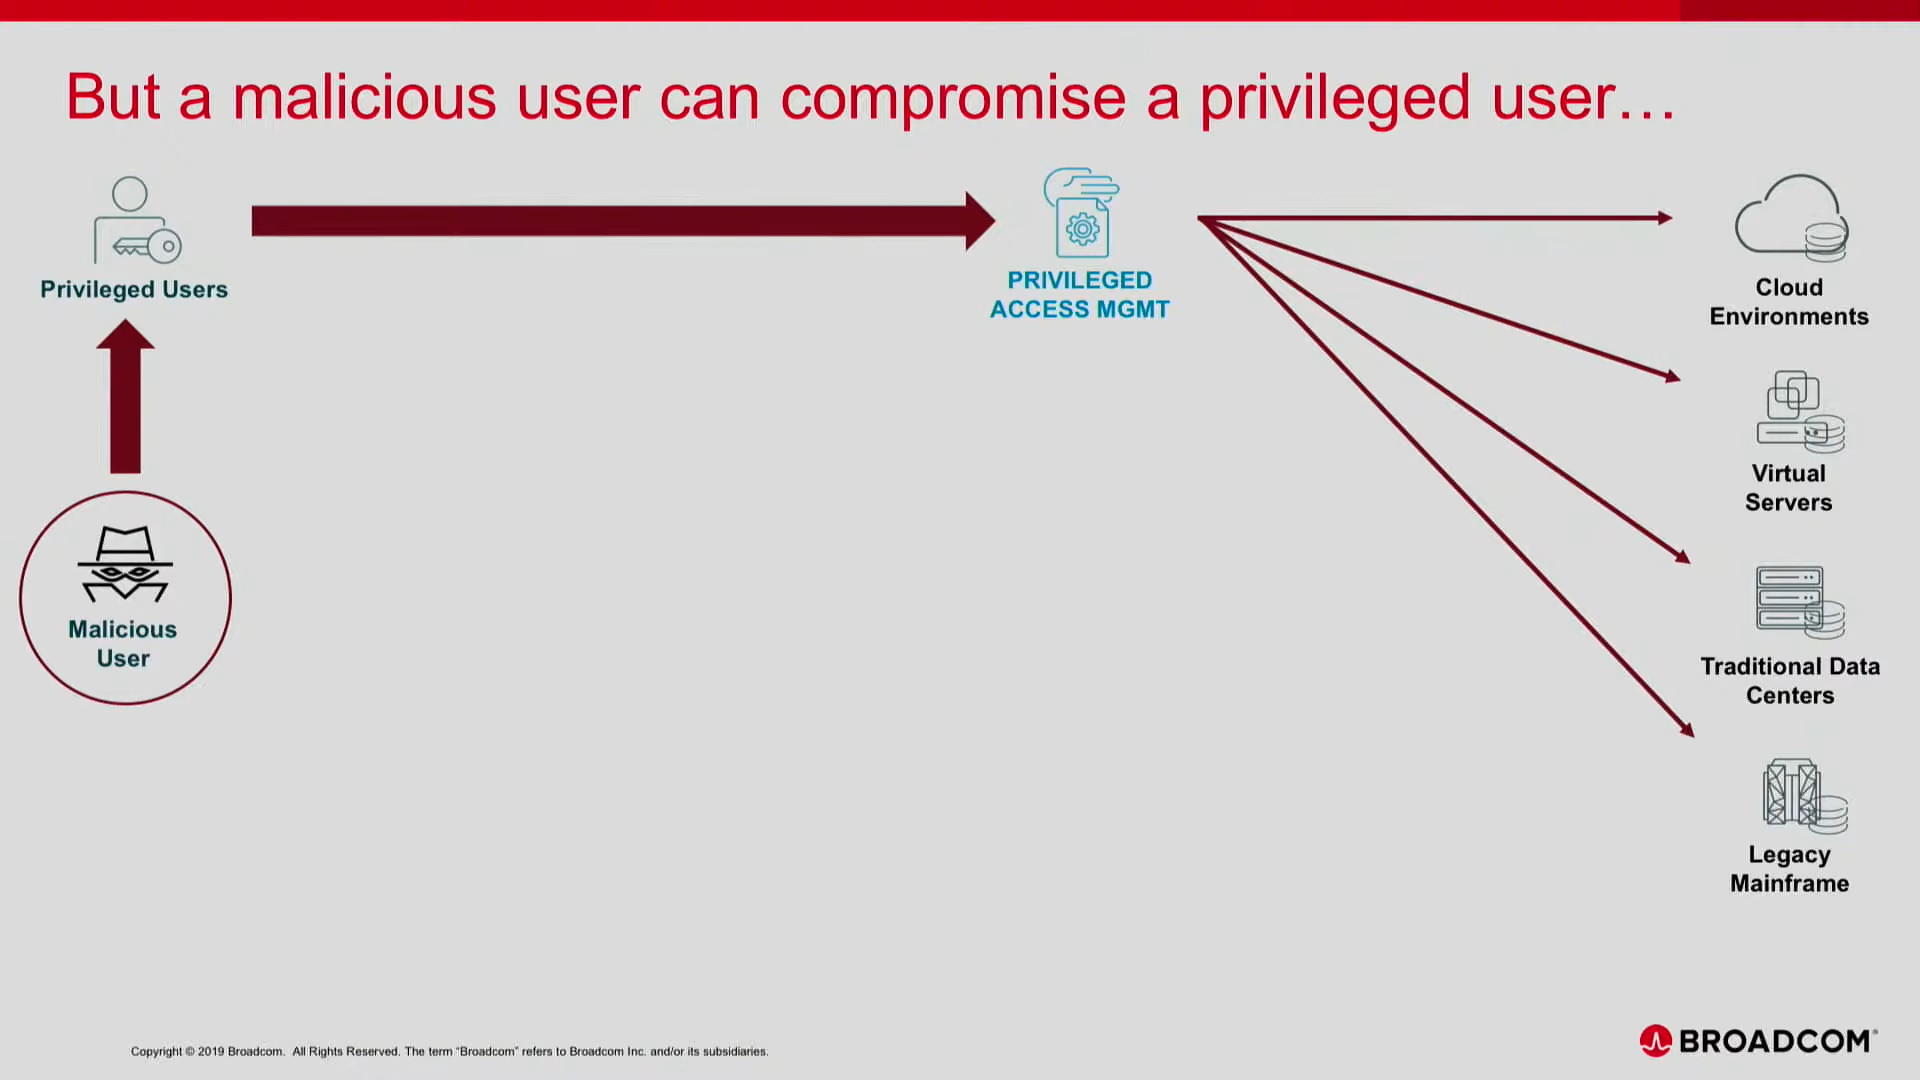 But a malicious user can compromise a privileged user…
Privileged Users
PRIVILEGED
ACCESS MGMT
Cloud
Environments
Virtual
Servers
Malicious
User
Traditional Data
Centers
Legacy
Mainframe
Copyright © 2019 Broadcom.  All Rights Reserved. The term “Broadcom” refers to Broadcom Inc. and/or its subsidiaries.
BROADCOM®